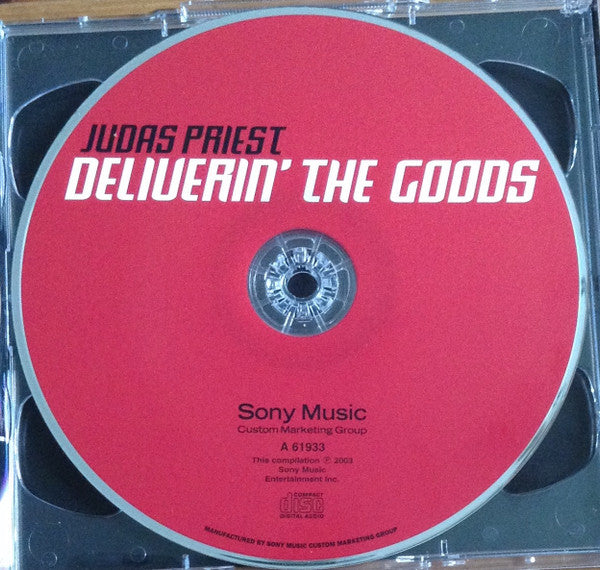 JUDAS PRIEST
DELIVERIN' THE GOODS
Sony Music
Custom Marketing Group
A 61933
This compilation ℗ 2003
Sony Music
Entertainment Inc.
COMPACT
disc
DIGITAL AUDIO
MANUFACTURED BY SONY MUSIC CUSTOM MARKETING GROUP